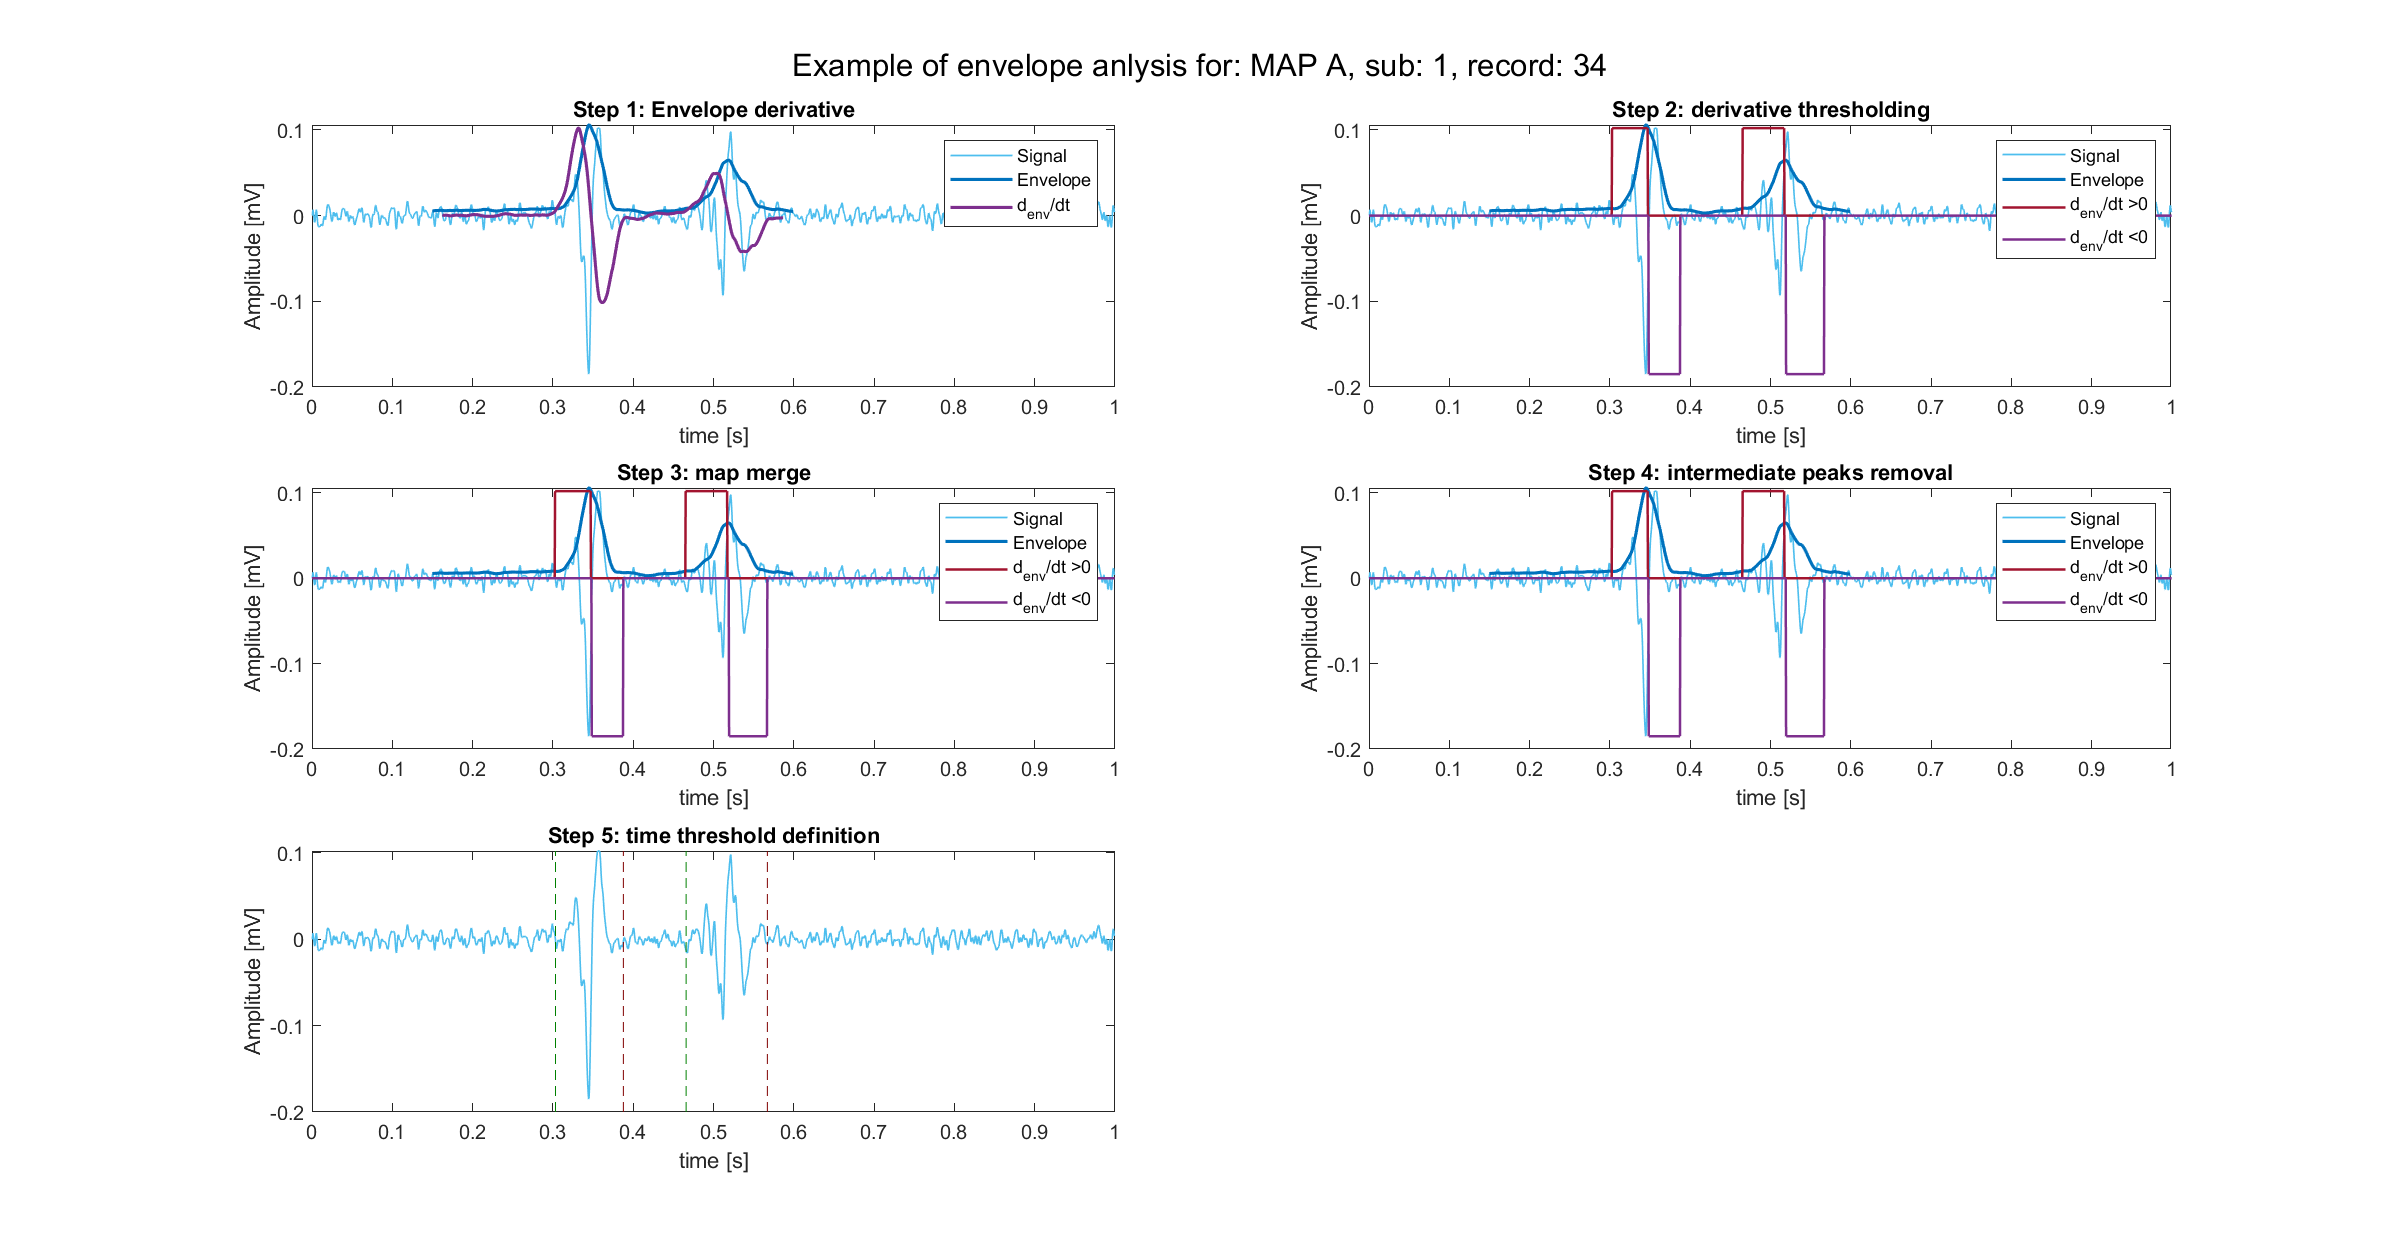 Example of envelope anlysis for: MAP A, sub: 1, record: 34
Step 1: Envelope derivative
Amplitude [mV]
0.1
0
-0.1
-0.2
Signal
Envelope
d_env/dt
0 0.1 0.2 0.3 0.4 0.5 0.6 0.7 0.8 0.9 1
time [s]
Step 2: derivative thresholding
Amplitude [mV]
0.1
0
-0.1
-0.2
Signal
Envelope
d_env/dt >0
d_env/dt <0
0 0.1 0.2 0.3 0.4 0.5 0.6 0.7 0.8 0.9 1
time [s]
Step 3: map merge
Amplitude [mV]
0.1
0
-0.1
-0.2
Signal
Envelope
d_env/dt >0
d_env/dt <0
0 0.1 0.2 0.3 0.4 0.5 0.6 0.7 0.8 0.9 1
time [s]
Step 4: intermediate peaks removal
Amplitude [mV]
0.1
0
-0.1
-0.2
Signal
Envelope
d_env/dt >0
d_env/dt <0
0 0.1 0.2 0.3 0.4 0.5 0.6 0.7 0.8 0.9 1
time [s]
Step 5: time threshold definition
Amplitude [mV]
0.1
0
-0.1
-0.2
0 0.1 0.2 0.3 0.4 0.5 0.6 0.7 0.8 0.9 1
time [s]